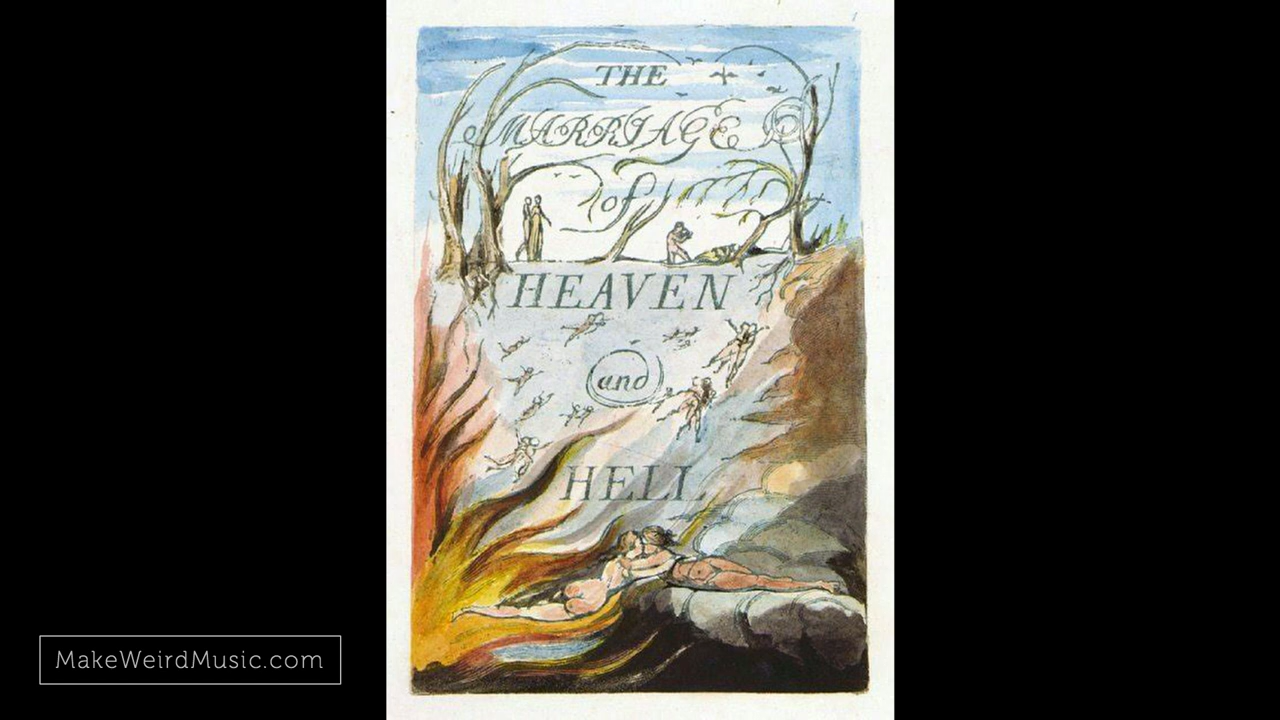 THE
MARRIAGE
of
HEAVEN
and
HELL
MakeWeirdMusic.com